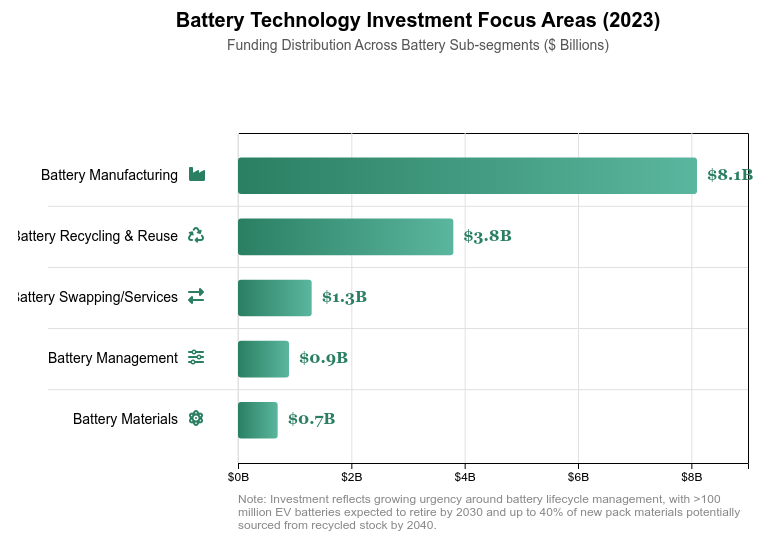 Battery Technology Investment Focus Areas (2023)
Funding Distribution Across Battery Sub-segments ($ Billions)
Battery Manufacturing $8.1B
attery Recycling & Reuse $3.8B
attery Swapping/Services $1.3B
Battery Management $0.9B
Battery Materials $0.7B
$0B $2B $4B $6B $8B
Note: Investment reflects growing urgency around battery lifecycle management, with >100
million EV batteries expected to retire by 2030 and up to 40% of new pack materials potentially
sourced from recycled stock by 2040.